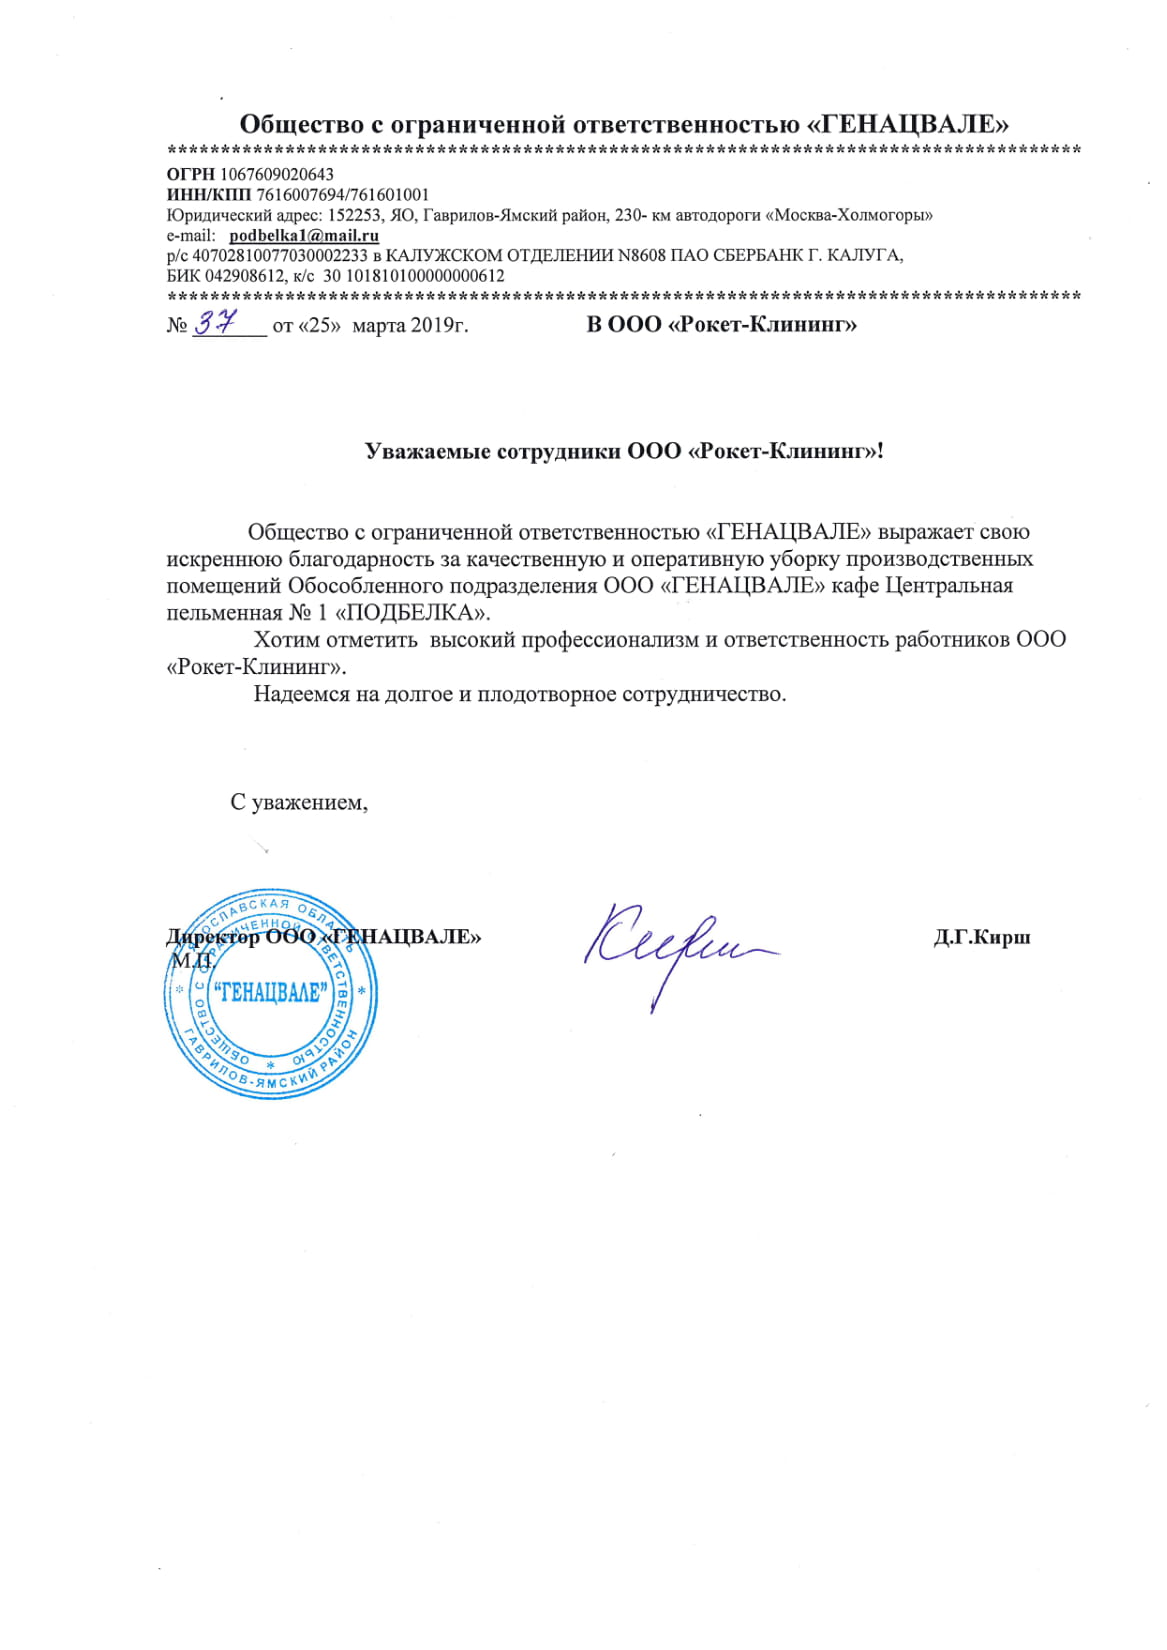 Общество с ограниченной ответственностью «ГЕНАЦВАЛЕ»
**************************************************************************************
ОГРН 1067609020643
ИНН/КПП 7616007694/761601001
Юридический адрес: 152253, ЯО, Гаврилов-Ямский район, 230- км автодороги «Москва-Холмогоры»
e-mail: podbelka1@mail.ru
р/с 40702810077030002233 в КАЛУЖСКОМ ОТДЕЛЕНИИ N8608 ПАО СБЕРБАНК Г. КАЛУГА,
БИК 042908612, к/с 30 101810100000000612
**************************************************************************************
№ 37 от «25» марта 2019г. В ООО «Рокет-Клининг»
Уважаемые сотрудники ООО «Рокет-Клининг»!
Общество с ограниченной ответственностью «ГЕНАЦВАЛЕ» выражает свою
искреннюю благодарность за качественную и оперативную уборку производственных
помещений Обособленного подразделения ООО «ГЕНАЦВАЛЕ» кафе Центральная
пельменная № 1 «ПОДБЕЛКА».
Хотим отметить высокий профессионализм и ответственность работников ООО
«Рокет-Клининг».
Надеемся на долгое и плодотворное сотрудничество.
С уважением,
Директор ООО «ГЕНАЦВАЛЕ» Кирш Д.Г.Кирш
М.П.
ЯРОСЛАВСКАЯ ОБЛАСТЬ
* ГАВРИЛОВ-ЯМСКИЙ РАЙОН *
ОБЩЕСТВО С ОГРАНИЧЕННОЙ ОТВЕТСТВЕННОСТЬЮ *
“ГЕНАЦВАЛЕ”